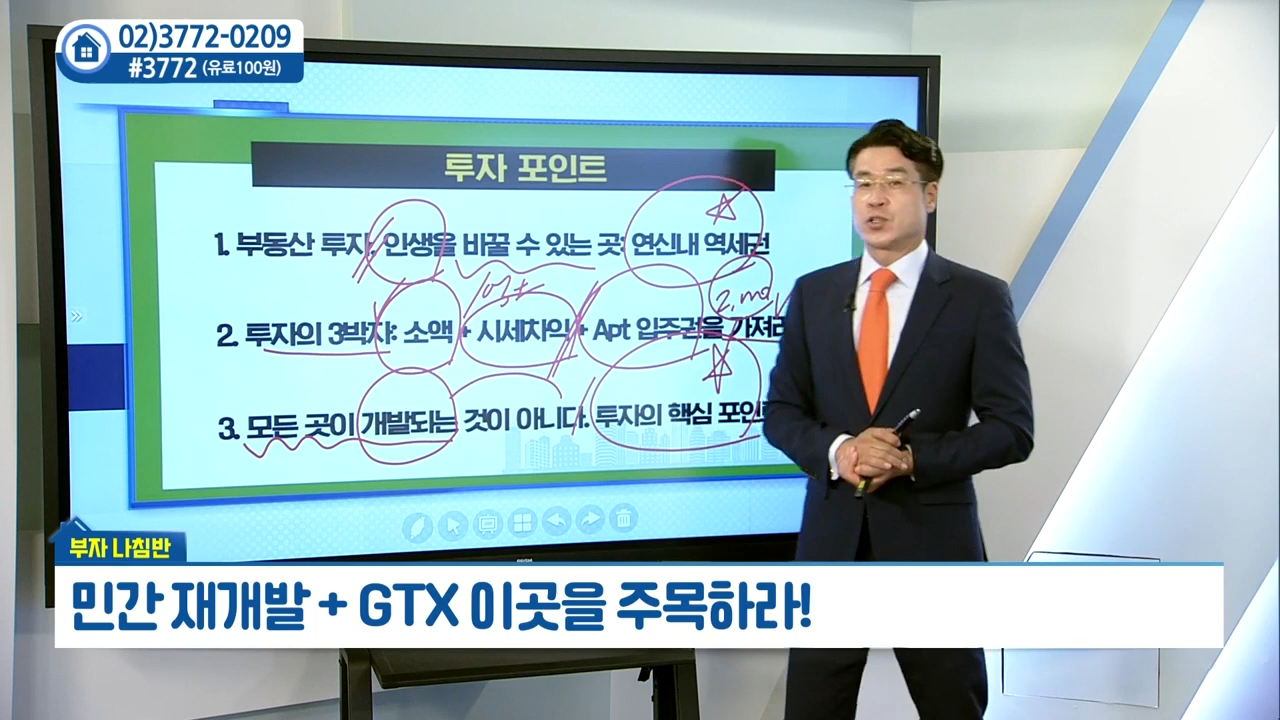 02)3772-0209
#3772 (유료100원)
투자 포인트
1. 부동산 투자, 인생을 바꿀 수 있는 곳: 연신내 역세권
2. 투자의 3박자: 소액 + 시세차익 + Apt 입주권을 가져라
3. 모든 곳이 개발되는 것이 아니다. 투자의 핵심 포인트
부자 나침반
민간 재개발 + GTX 이곳을 주목하라!